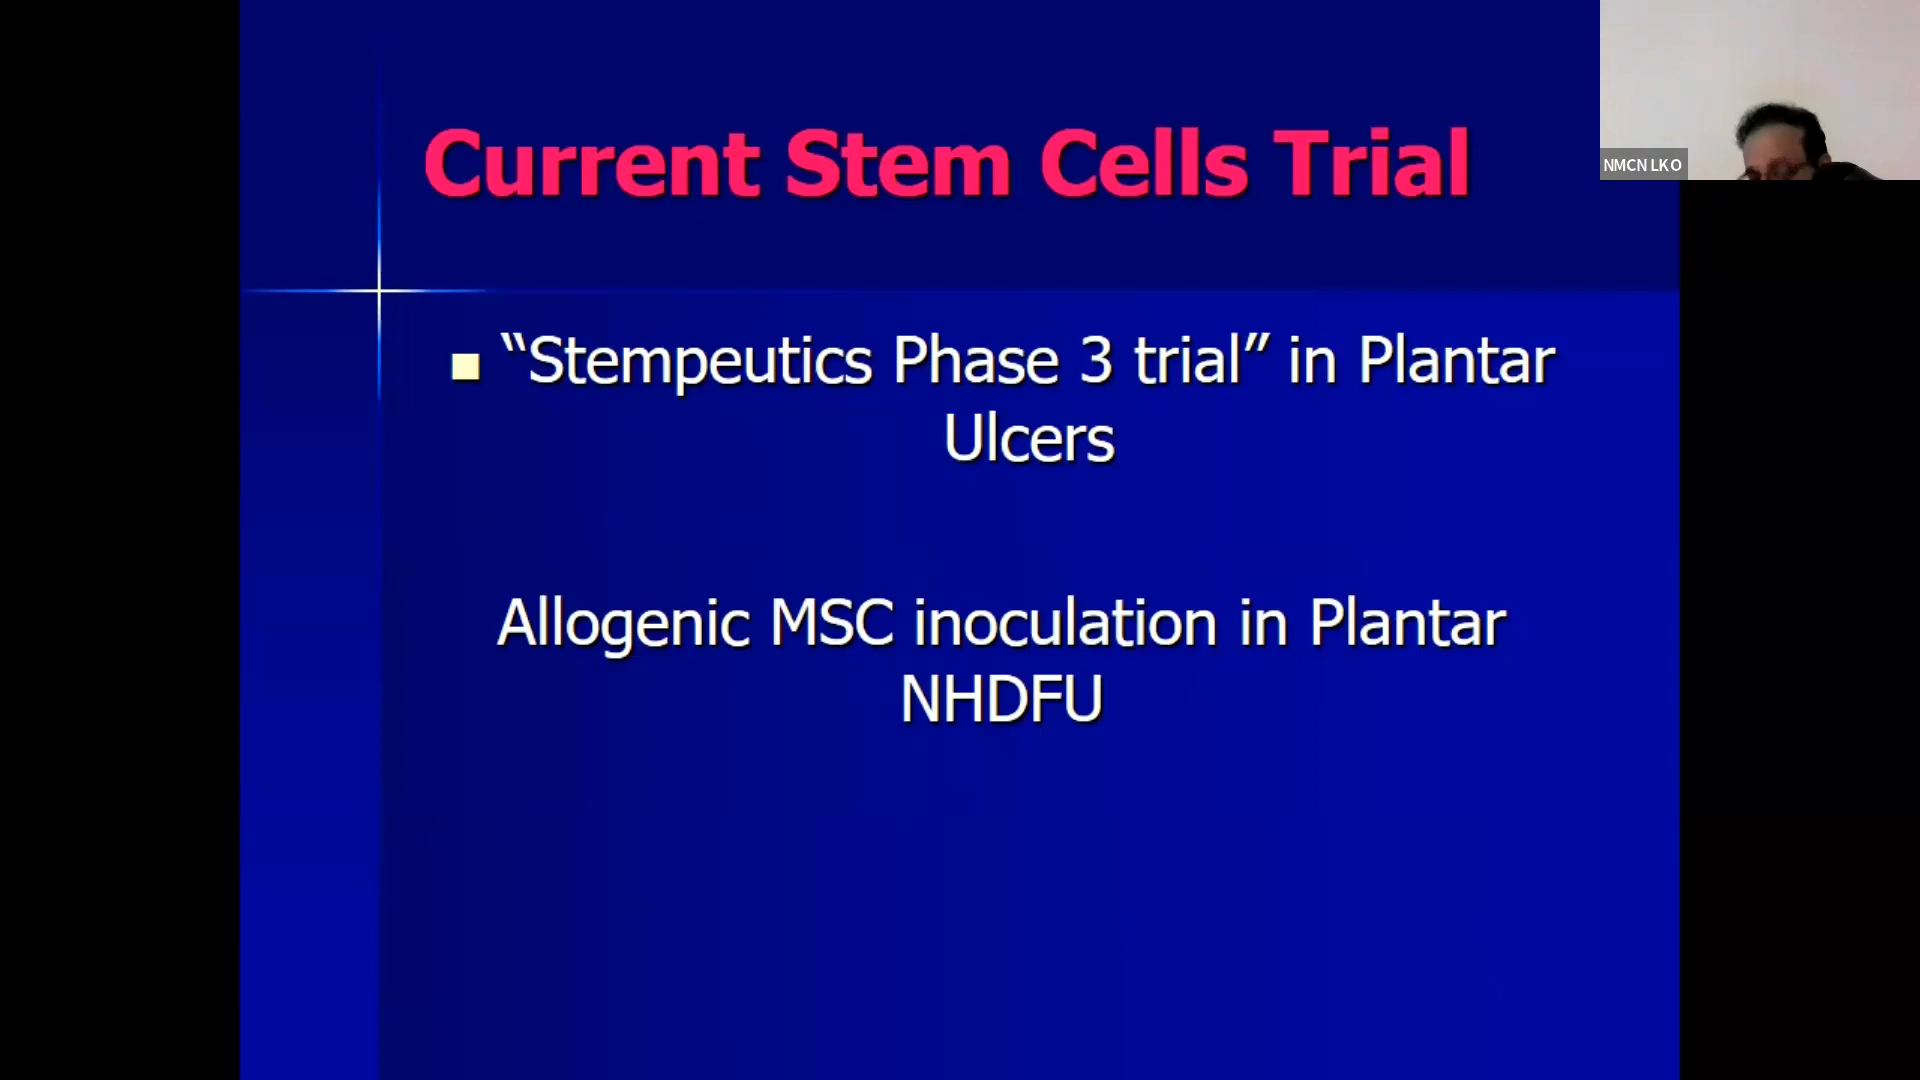 Current Stem Cells Trial
NMCN LKO
“Stempeutics Phase 3 trial” in Plantar
Ulcers
Allogenic MSC inoculation in Plantar
NHDFU